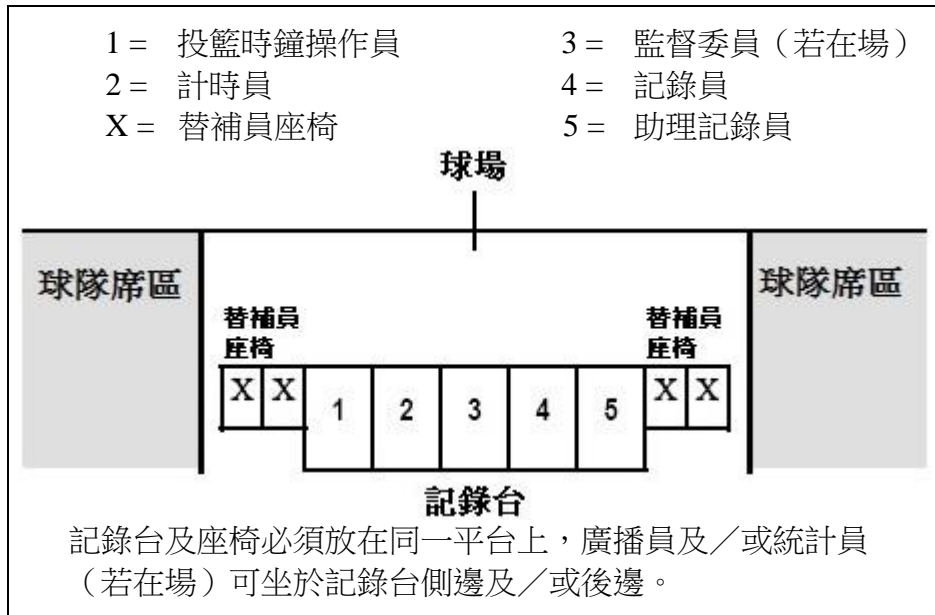 1 = 投籃時鐘操作員 3 = 監督委員（若在場）
2 = 計時員 4 = 記錄員
X = 替補員座椅 5 = 助理記錄員
球場
球隊席區 球隊席區
替補員 替補員
座椅 座椅
X X 1 2 3 4 5 X X
記錄台
記錄台及座椅必須放在同一平台上，廣播員及／或統計員
（若在場）可坐於記錄台側邊及／或後邊。